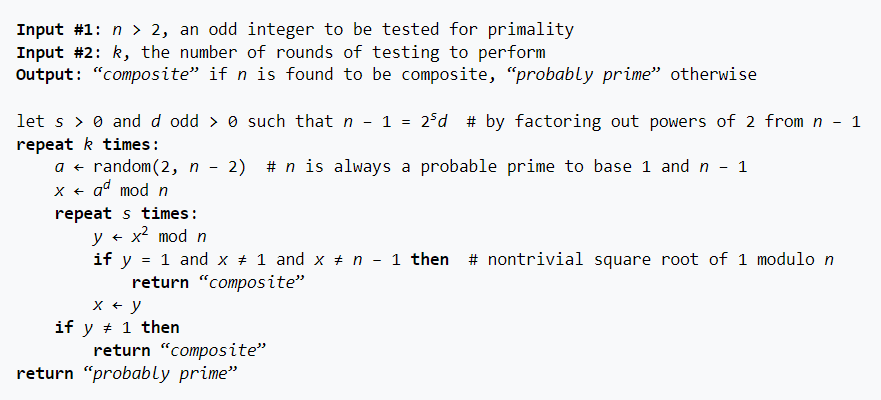 Input #1: n > 2, an odd integer to be tested for primality
Input #2: k, the number of rounds of testing to perform
Output: “composite” if n is found to be composite, “probably prime” otherwise
let s > 0 and d odd > 0 such that n − 1 = 2ˢd  # by factoring out powers of 2 from n − 1
repeat k times:
a ← random(2, n − 2)  # n is always a probable prime to base 1 and n − 1
x ← aᵈ mod n
repeat s times:
y ← x² mod n
if y = 1 and x ≠ 1 and x ≠ n − 1 then  # nontrivial square root of 1 modulo n
return “composite”
x ← y
if y ≠ 1 then
return “composite”
return “probably prime”